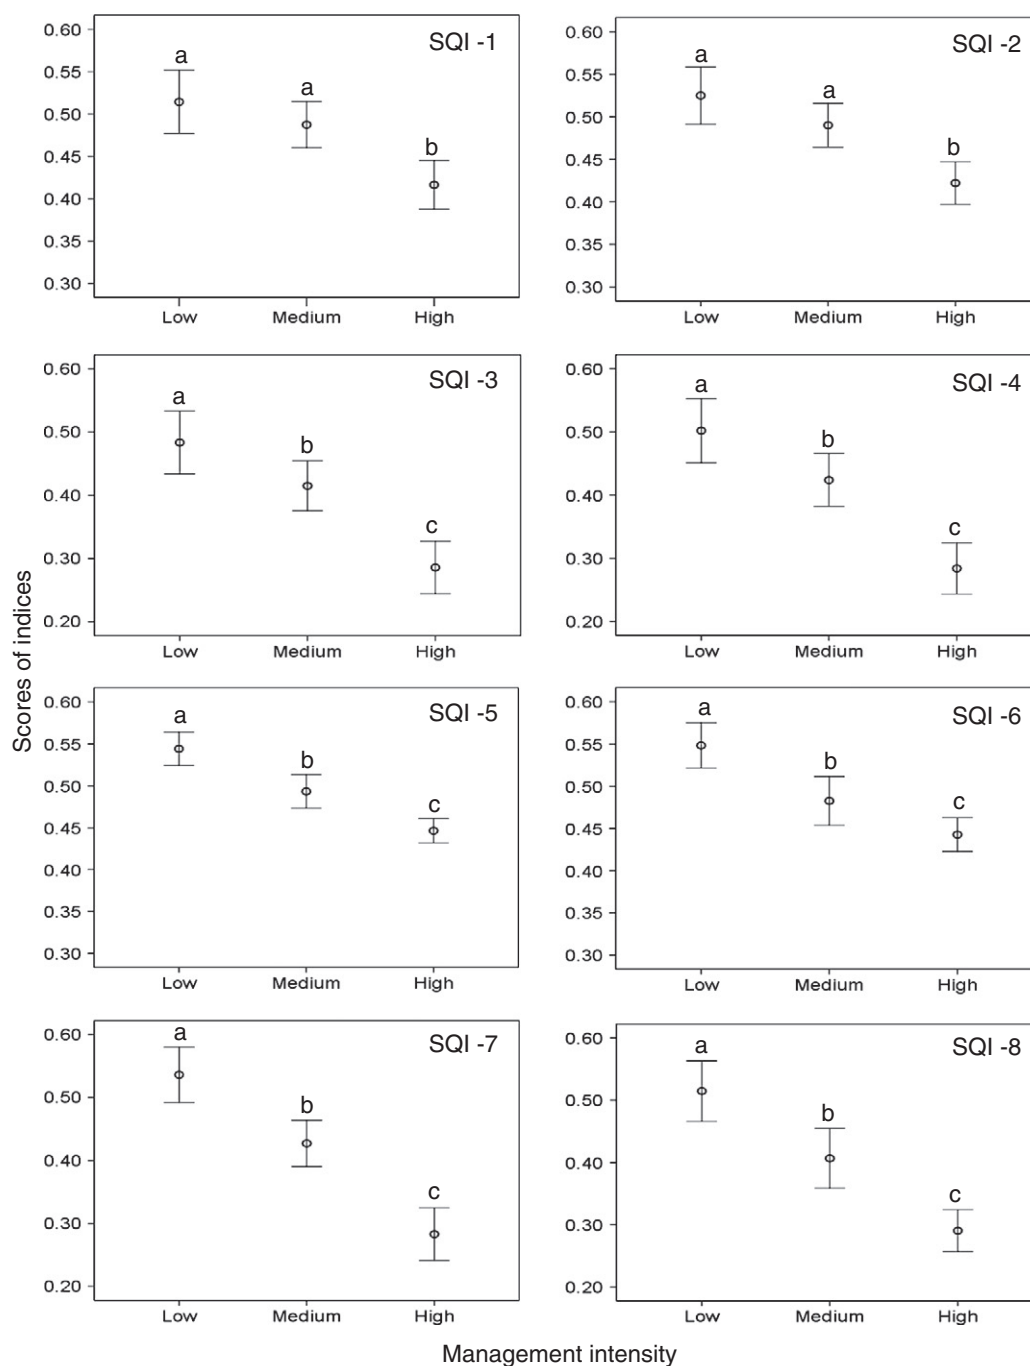 SQI -1
0.60
0.55
0.50
0.45
0.40
0.35
0.30
a
a
b
Low Medium High
SQI -2
0.60
0.55
0.50
0.45
0.40
0.35
0.30
a
a
b
Low Medium High
SQI -3
0.60
0.50
0.40
0.30
0.20
a
b
c
Low Medium High
SQI -4
0.60
0.50
0.40
0.30
0.20
a
b
c
Low Medium High
Scores of indices
SQI -5
0.60
0.55
0.50
0.45
0.40
0.35
0.30
a
b
c
Low Medium High
SQI -6
0.60
0.55
0.50
0.45
0.40
0.35
0.30
a
b
c
Low Medium High
SQI -7
0.60
0.50
0.40
0.30
0.20
a
b
c
Low Medium High
SQI -8
0.60
0.50
0.40
0.30
0.20
a
b
c
Low Medium High
Management intensity